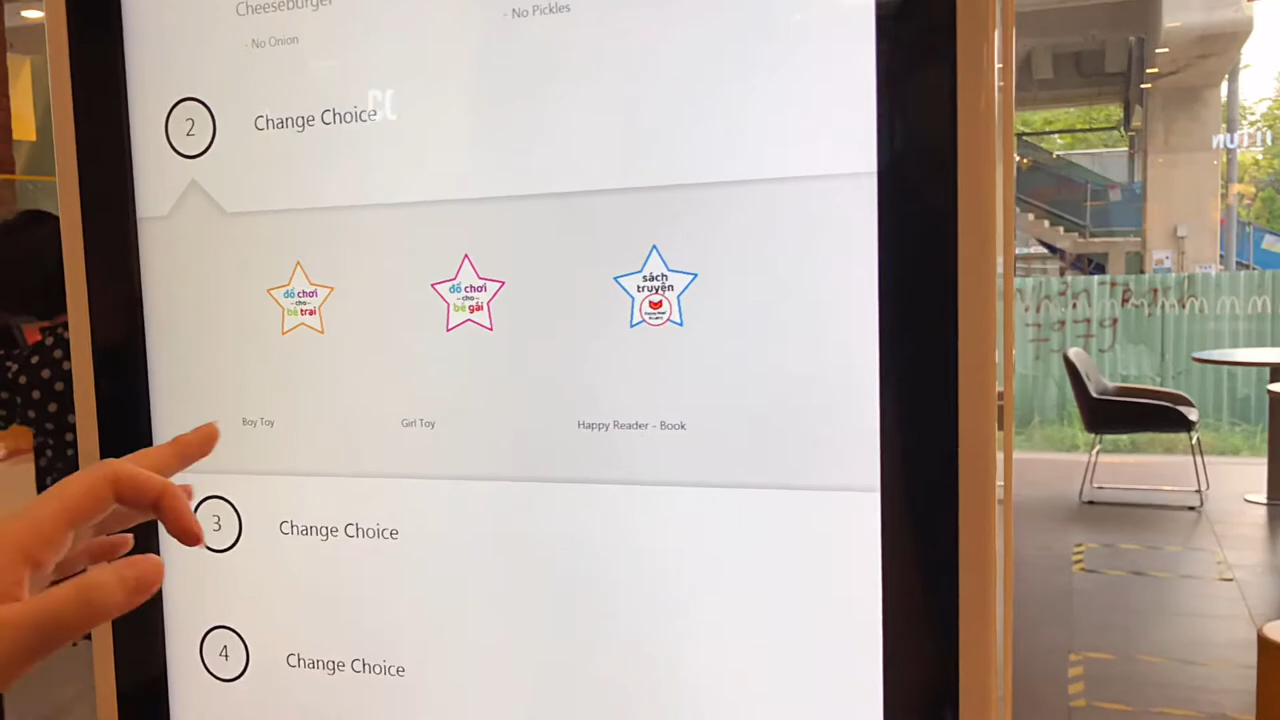 Cheeseburger
- No Onion
- No Pickles
2
Change Choice
đồ chơi
-cho-
bé trai
đồ chơi
-cho-
bé gái
sách
truyện
Boy Toy
Girl Toy
Happy Reader - Book
3
Change Choice
4
Change Choice
7979